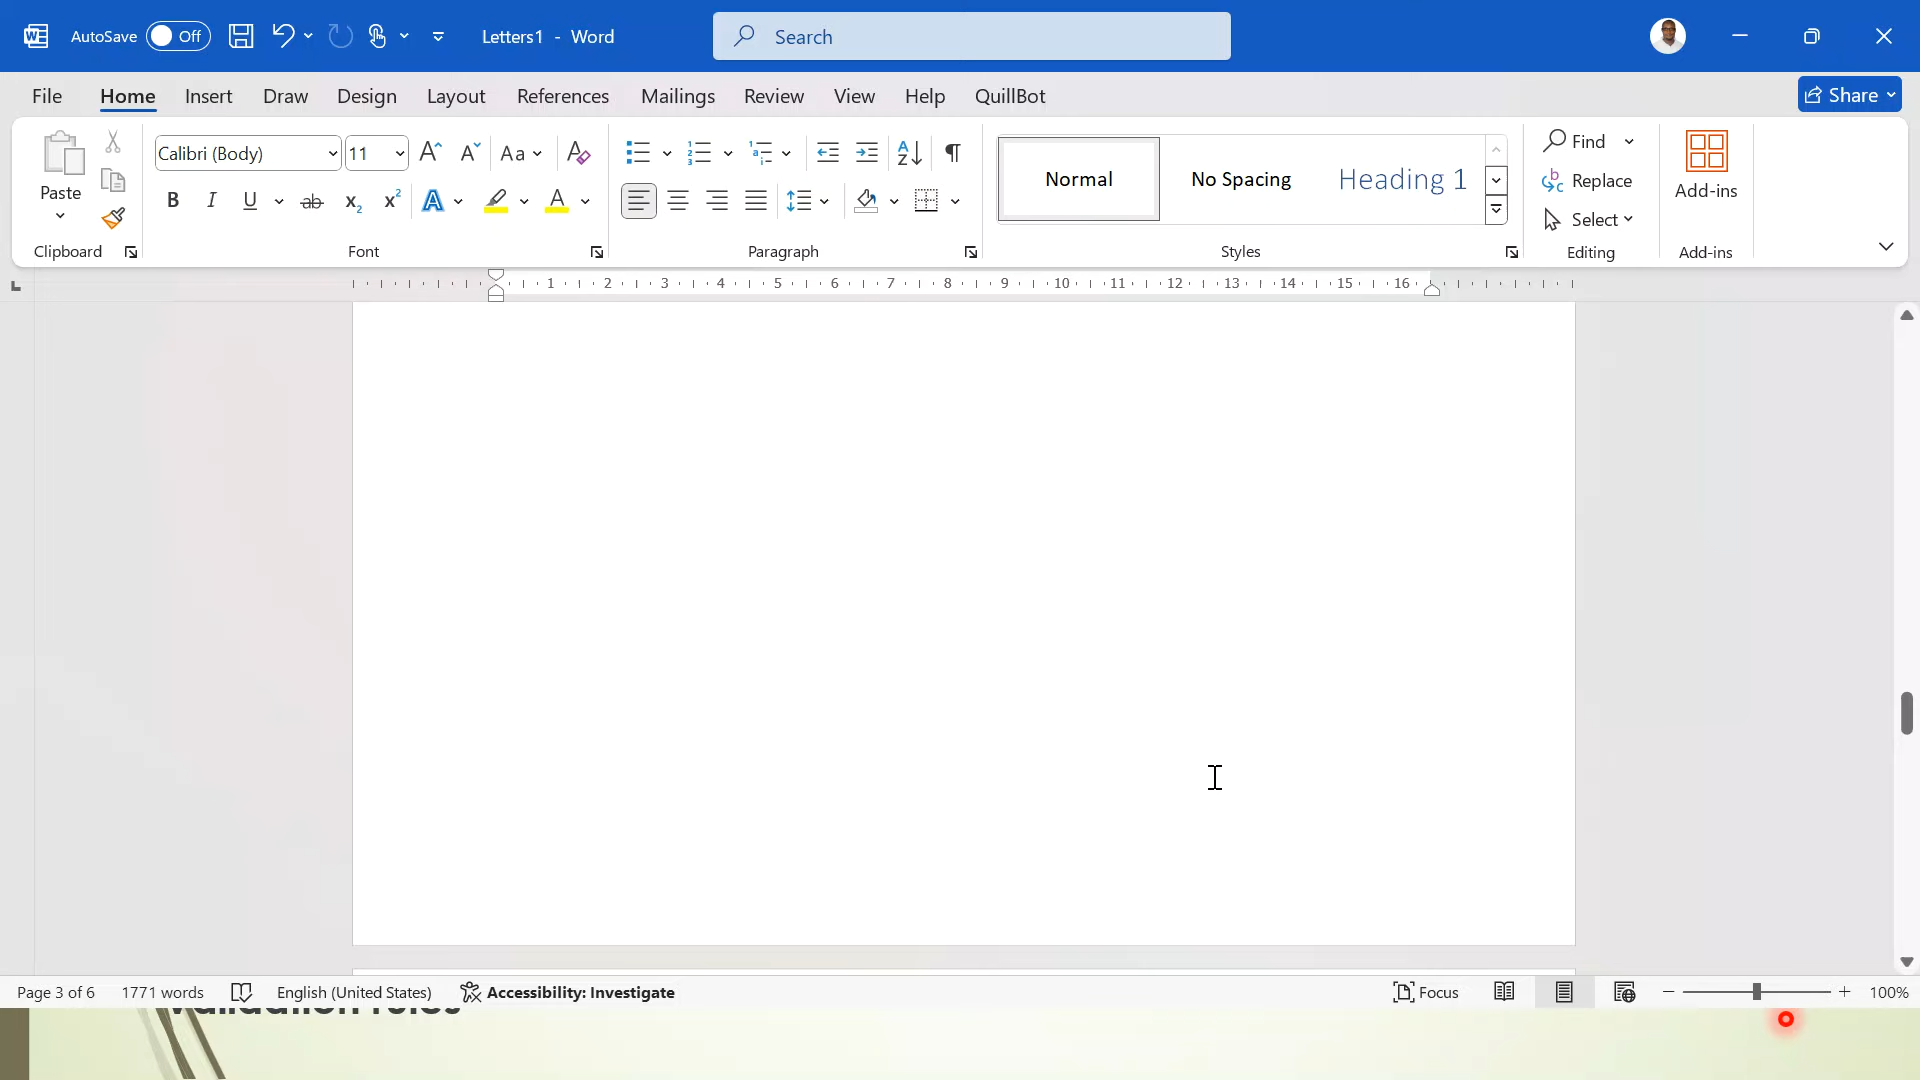 AutoSave Off Letters1 - Word Search
File Home Insert Draw Design Layout References Mailings Review View Help QuillBot Share
Paste Calibri (Body) 11 Aa Normal No Spacing Heading 1 Find Replace Select Add-ins
Clipboard Font Paragraph Styles Editing Add-ins
1 2 3 4 5 6 7 8 9 10 11 12 13 14 15 16
Page 3 of 6 1771 words English (United States) Accessibility: Investigate Focus 100%